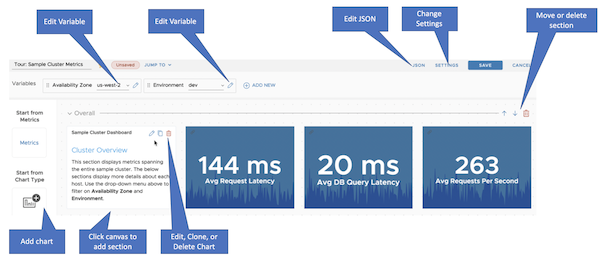 Edit Variable
Edit Variable
Edit JSON
Change
Settings
Move or delete
section
Tour: Sample Cluster Metrics
Unsaved
JUMP TO
JSON
SETTINGS
SAVE
CANCEL
Variables
Availability Zone us-west-2
Environment dev
ADD NEW
Start from
Metrics
Metrics
Start from
Chart Type
Overall
Sample Cluster Dashboard
Cluster Overview
This section displays metrics spanning
the entire sample cluster. The below
sections display more details about each
host. Use the drop-down menu above to
filter on Availability Zone and
Environment.
144 ms
Avg Request Latency
20 ms
Avg DB Query Latency
263
Avg Requests Per Second
Add chart
Click canvas to
add section
Edit, Clone, or
Delete Chart